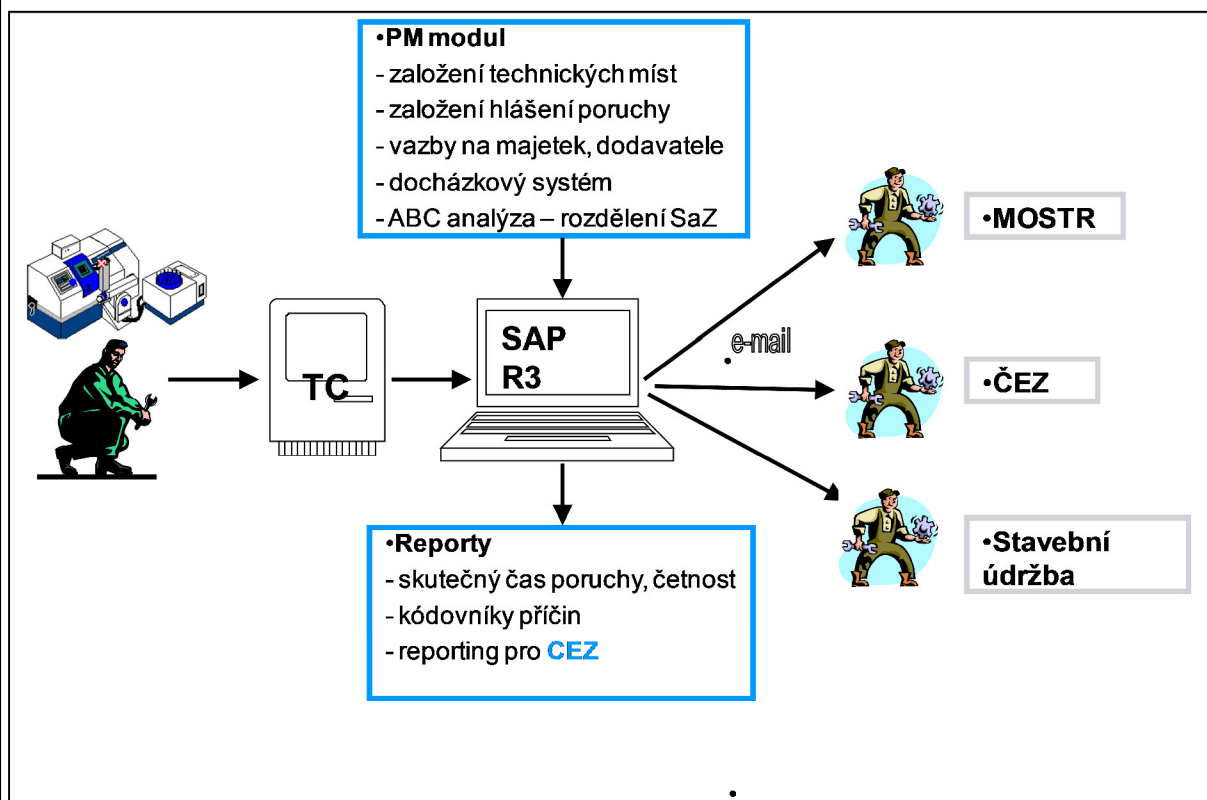 •PM modul
- založení technických míst
- založení hlášení poruchy
- vazby na majetek, dodavatele
- docházkový systém
- ABC analýza – rozdělení SaZ
TC
SAP
R3
•e-mail
•MOSTR
•ČEZ
•Stavební
údržba
•Reporty
- skutečný čas poruchy, četnost
- kódovníky příčin
- reporting pro CEZ